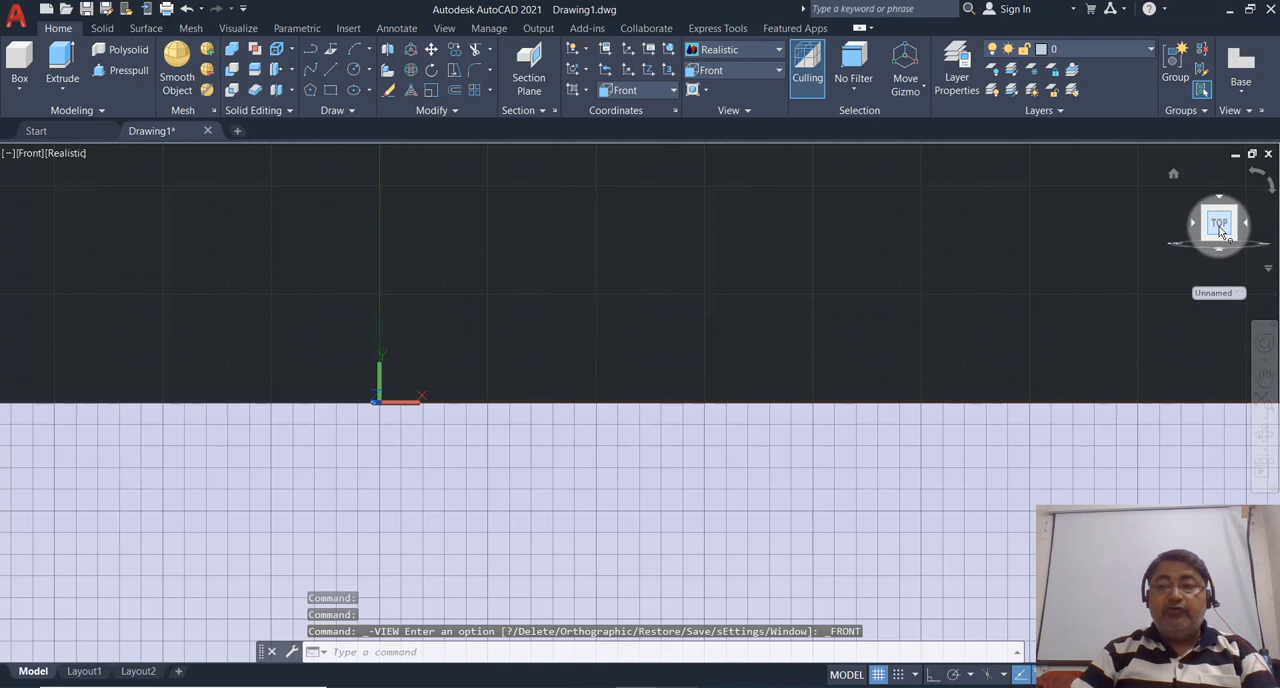 Autodesk AutoCAD 2021 Drawing1.dwg
Type a keyword or phrase
Sign In
Home Solid Surface Mesh Visualize Parametric Insert Annotate View Manage Output Add-ins Collaborate Express Tools Featured Apps
Box
Extrude
Polysolid
Presspull
Smooth Object
Section Plane
Realistic
Front
Front
Culling
No Filter
Move Gizmo
Layer Properties
0
Group
Base
Modeling
Mesh
Solid Editing
Draw
Modify
Section
Coordinates
View
Selection
Layers
Groups
View
Start
Drawing1*
[−][Front][Realistic]
TOP
Unnamed
Y
Z
X
Command:
Command:
Command: _-VIEW Enter an option [?/Delete/Orthographic/Restore/Save/sEttings/Window]: _FRONT
Type a command
Model Layout1 Layout2
MODEL